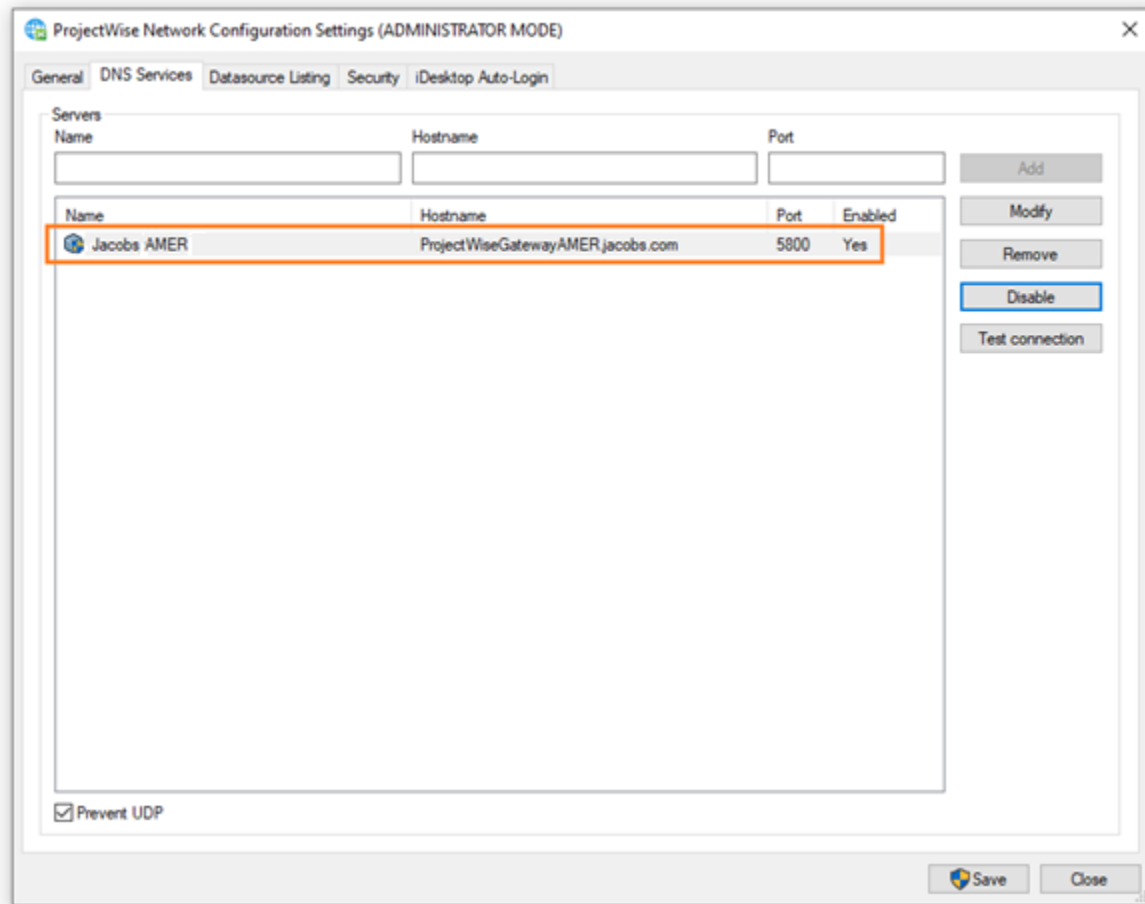 ProjectWise Network Configuration Settings (ADMINISTRATOR MODE)
General DNS Services Datasource Listing Security iDesktop Auto-Login
Servers
Name Hostname Port
Add
Name Hostname Port Enabled
Modify
Jacobs AMER ProjectWiseGatewayAMER.jacobs.com 5800 Yes
Remove
Disable
Test connection
Prevent UDP
Save Close